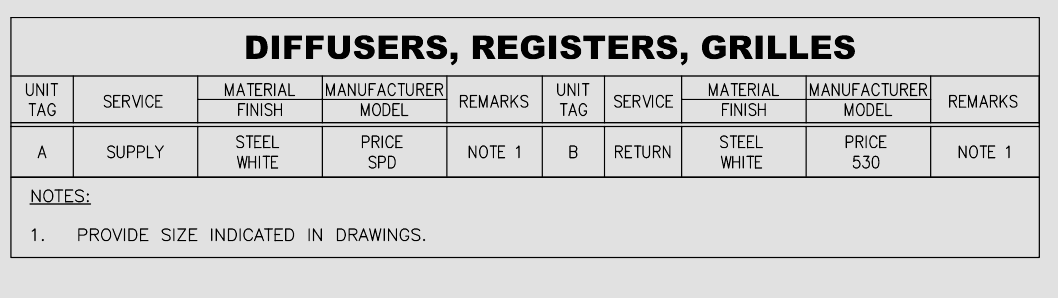 DIFFUSERS, REGISTERS, GRILLES
UNIT TAG SERVICE MATERIAL FINISH MANUFACTURER MODEL REMARKS UNIT TAG SERVICE MATERIAL FINISH MANUFACTURER MODEL REMARKS
A SUPPLY STEEL WHITE PRICE SPD NOTE 1 B RETURN STEEL WHITE PRICE 530 NOTE 1
NOTES:
1. PROVIDE SIZE INDICATED IN DRAWINGS.